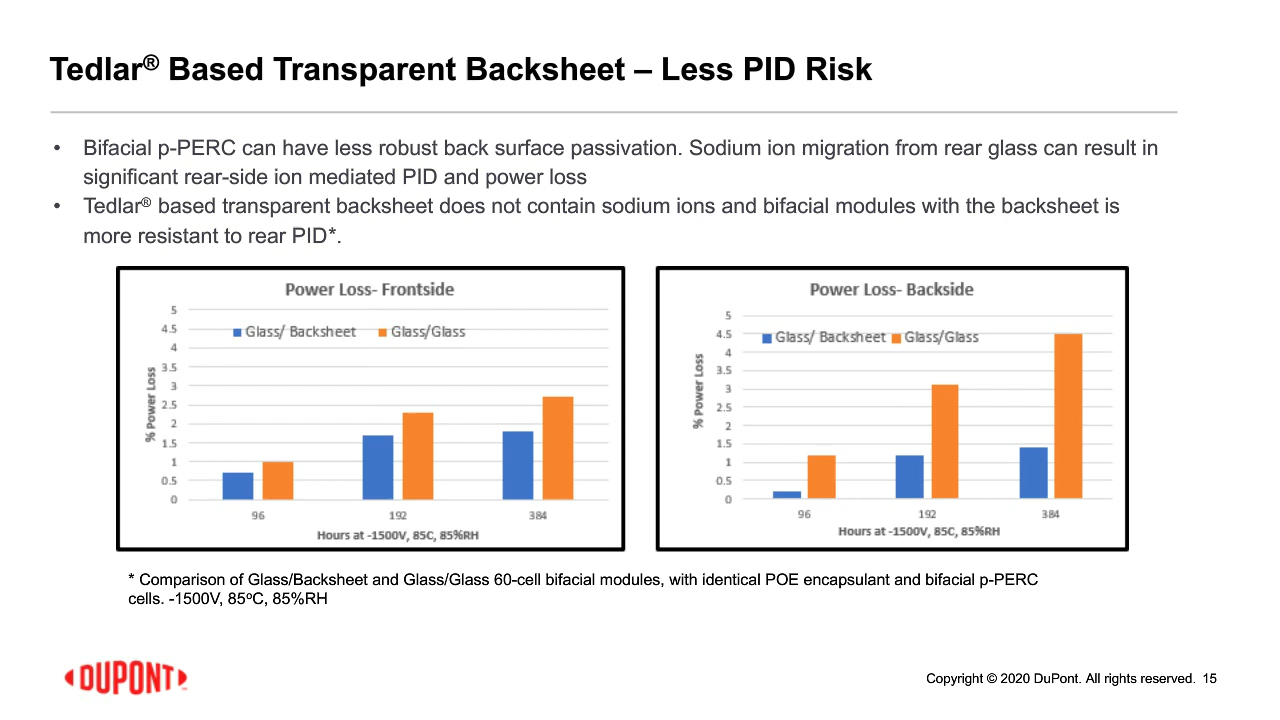 Tedlar® Based Transparent Backsheet – Less PID Risk
• Bifacial p-PERC can have less robust back surface passivation. Sodium ion migration from rear glass can result in
significant rear-side ion mediated PID and power loss
• Tedlar® based transparent backsheet does not contain sodium ions and bifacial modules with the backsheet is
more resistant to rear PID*.
Power Loss- Frontside
Glass/ Backsheet Glass/Glass
% Power Loss
5
4.5
4
3.5
3
2.5
2
1.5
1
0.5
0
96 192 384
Hours at -1500V, 85C, 85%RH
Power Loss- Backside
Glass/ Backsheet Glass/Glass
% Power Loss
5
4.5
4
3.5
3
2.5
2
1.5
1
0.5
0
96 192 384
Hours at -1500V, 85C, 85%RH
* Comparison of Glass/Backsheet and Glass/Glass 60-cell bifacial modules, with identical POE encapsulant and bifacial p-PERC
cells. -1500V, 85ºC, 85%RH
DUPONT
Copyright © 2020 DuPont. All rights reserved. 15